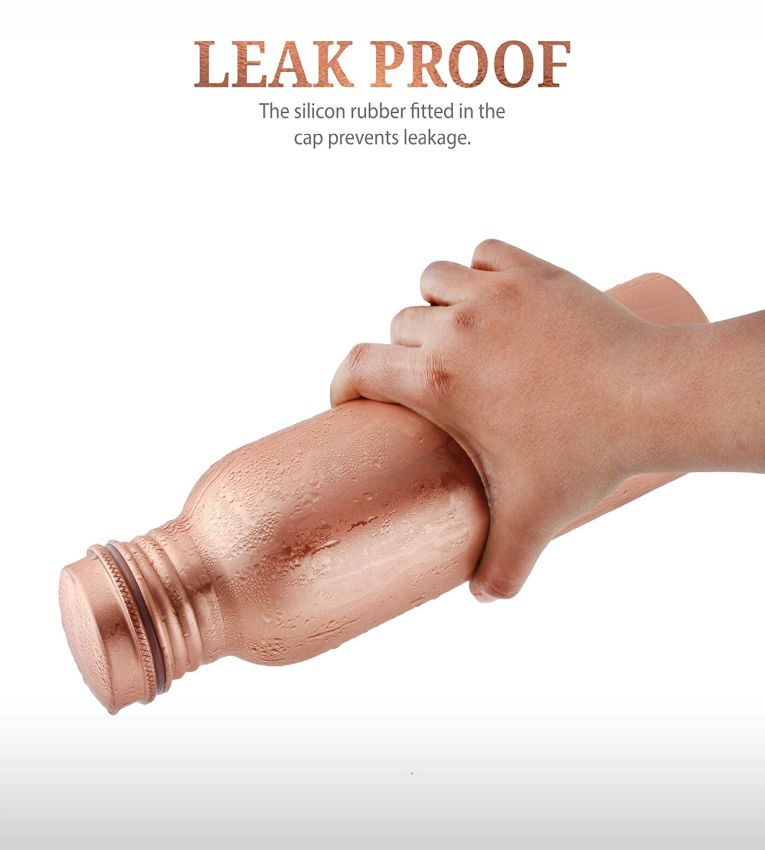 LEAK PROOF
The silicon rubber fitted in the
cap prevents leakage.